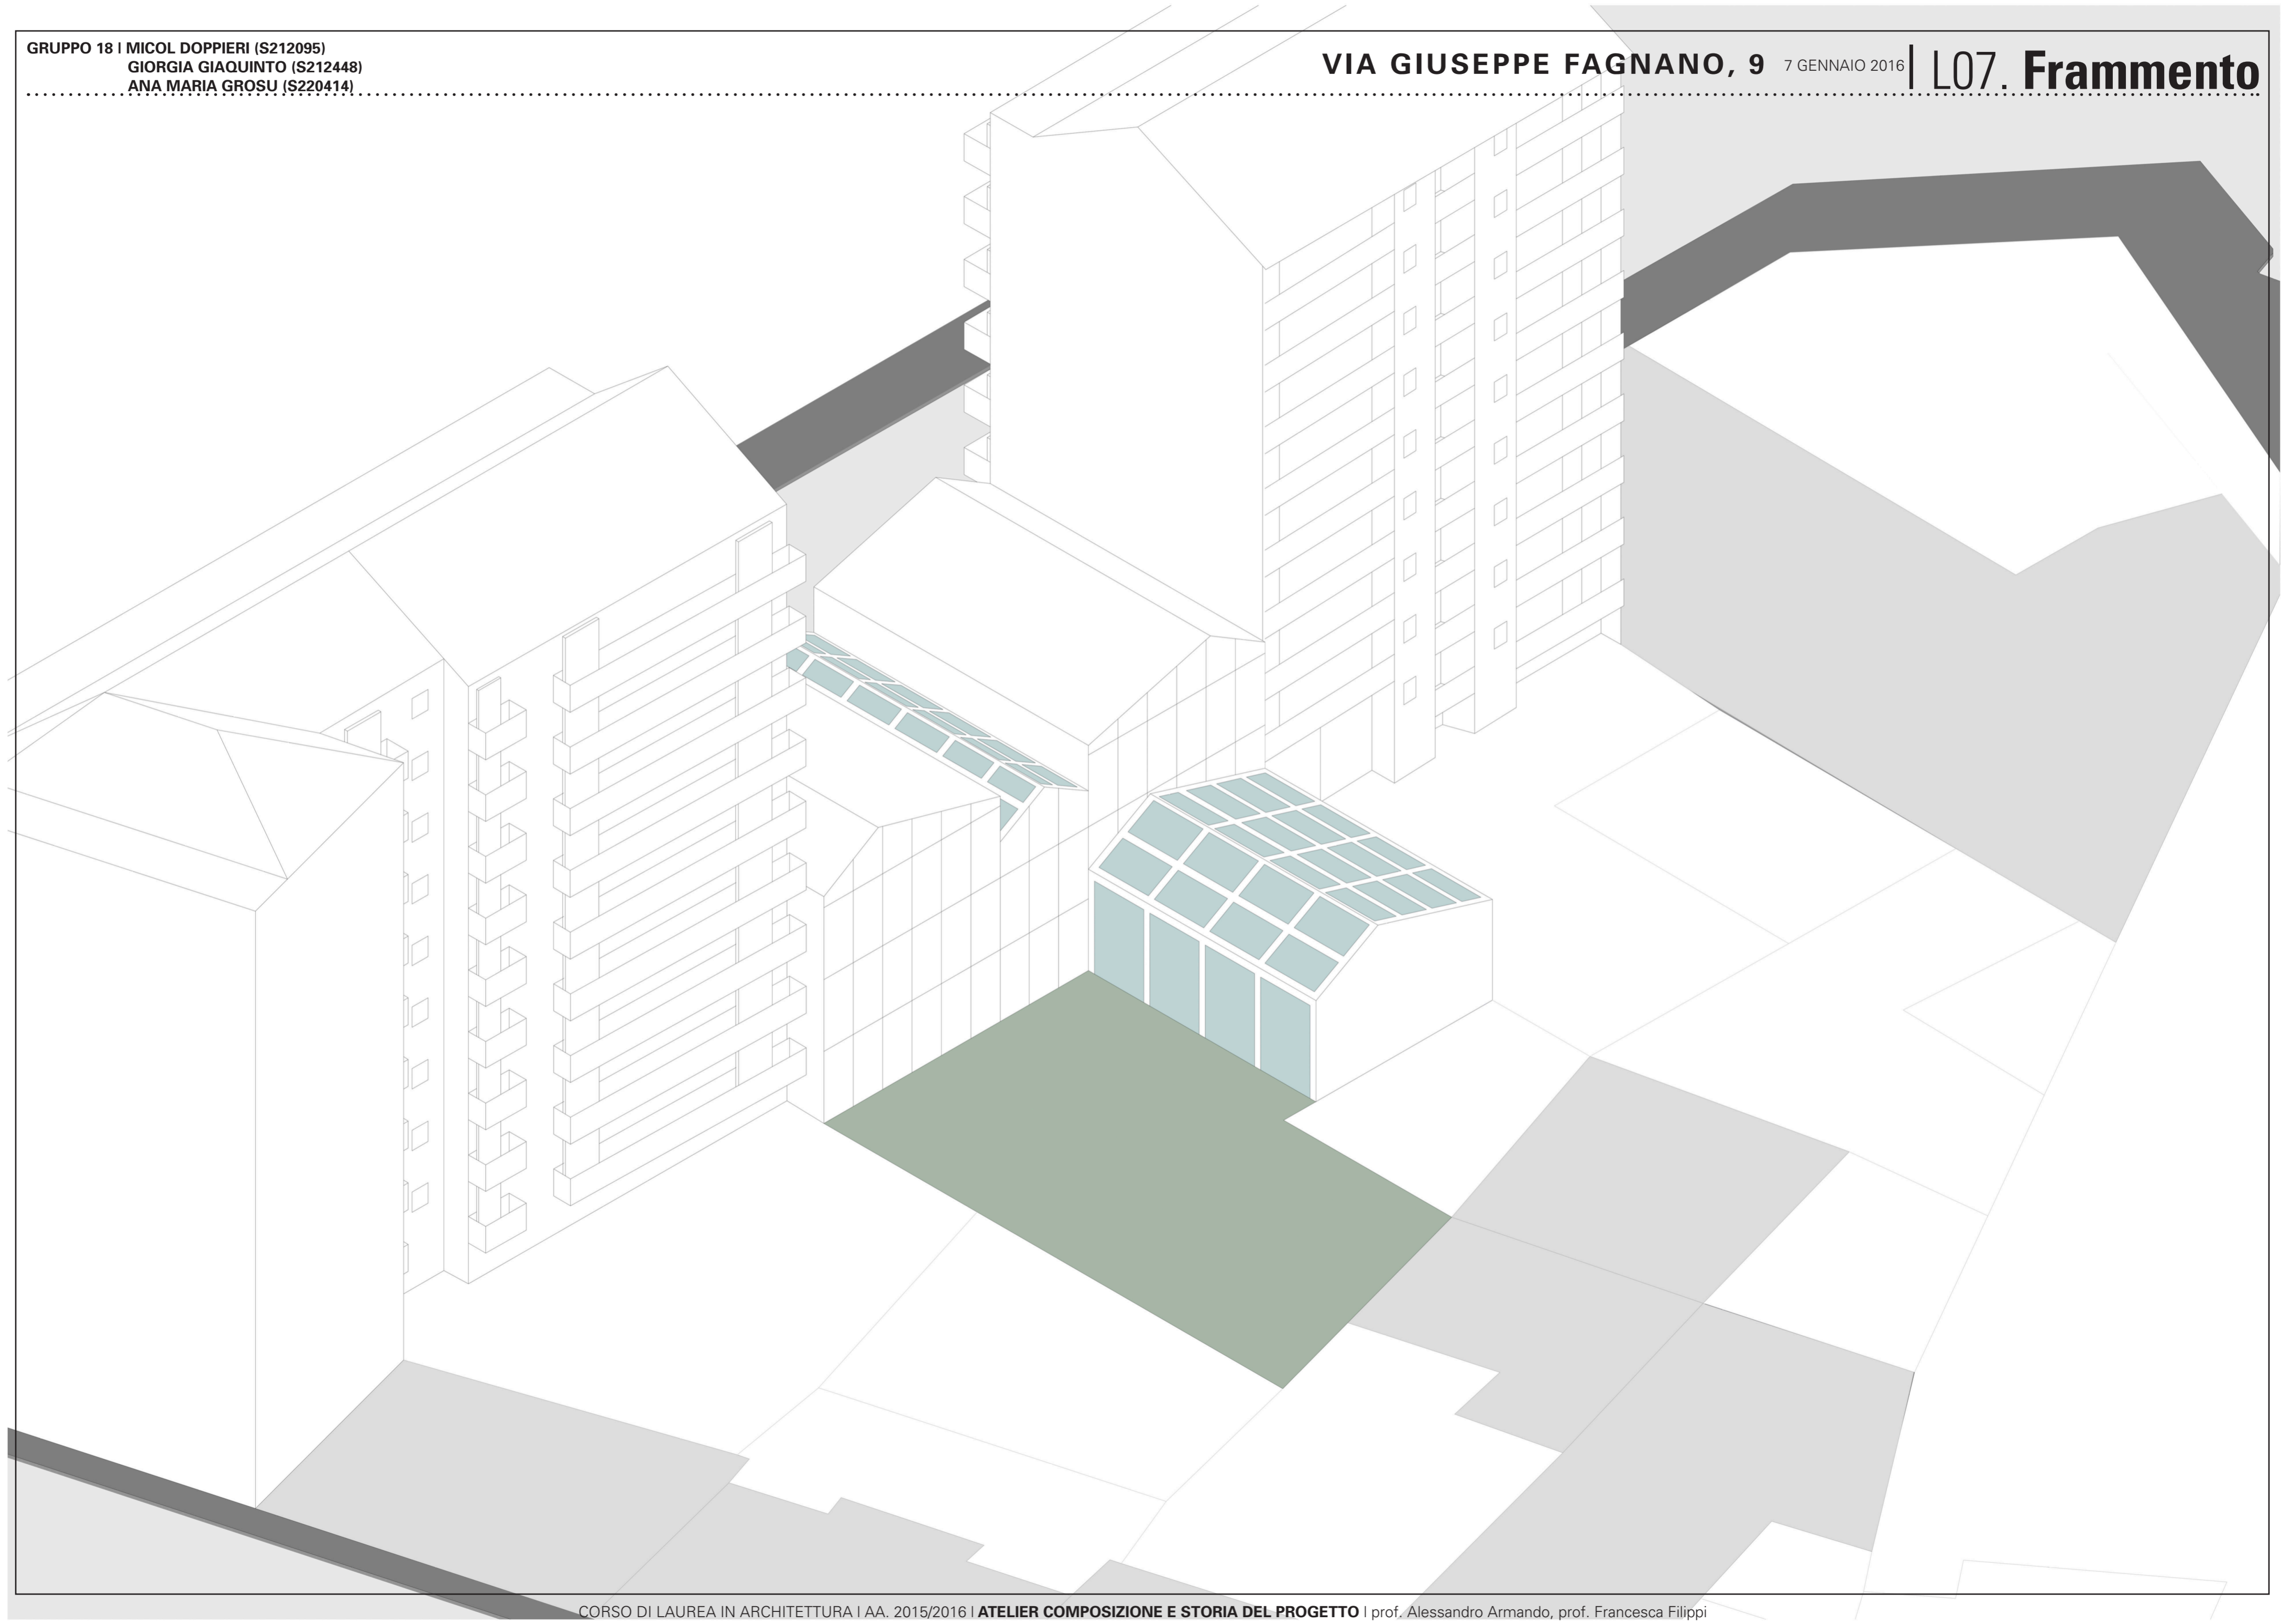 GRUPPO 18 | MICOL DOPPIERI (S212095)
GIORGIA GIAQUINTO (S212448)
ANA MARIA GROSU (S220414)
VIA GIUSEPPE FAGNANO, 9 7 GENNAIO 2016 | L07. Frammento
CORSO DI LAUREA IN ARCHITETTURA | AA. 2015/2016 | ATELIER COMPOSIZIONE E STORIA DEL PROGETTO | prof. Alessandro Armando, prof. Francesca Filippi